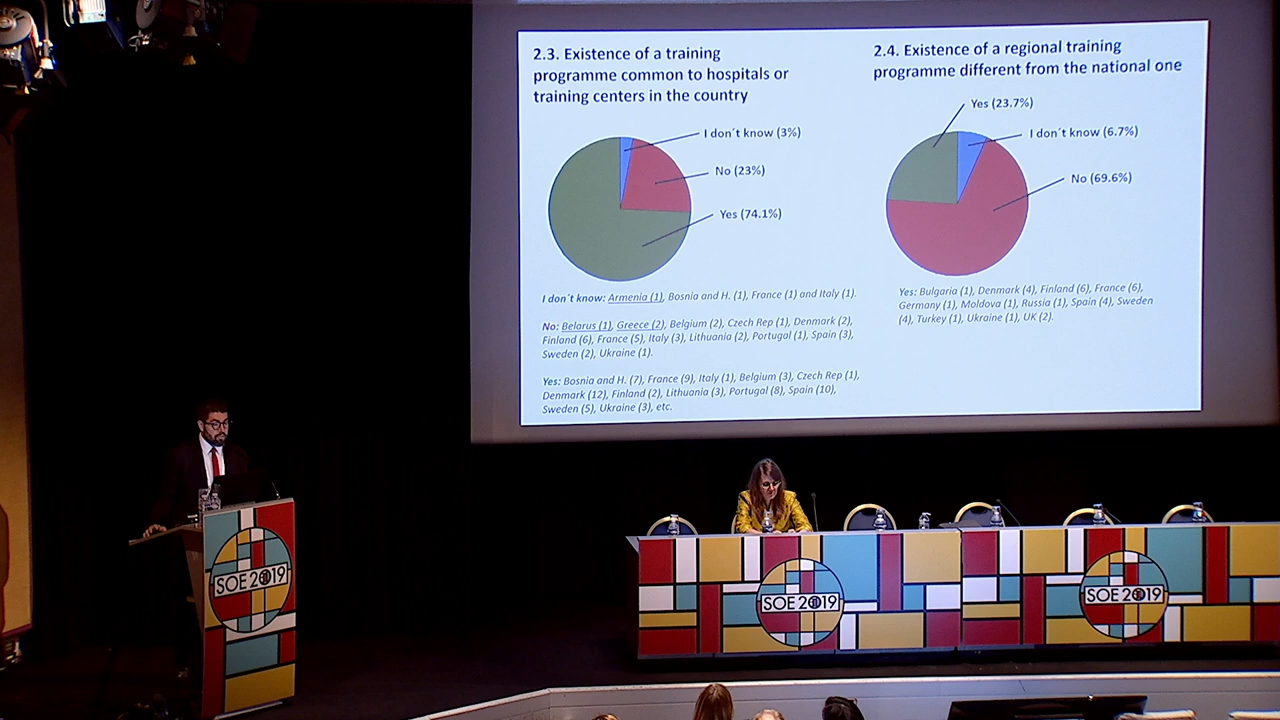 2.3. Existence of a training
programme common to hospitals or
training centers in the country
I don´t know (3%)
No (23%)
Yes (74.1%)
I don´t know: Armenia (1), Bosnia and H. (1), France (1) and Italy (1).
No: Belarus (1), Greece (2), Belgium (2), Czech Rep (1), Denmark (2),
Finland (6), France (5), Italy (3), Lithuania (2), Portugal (1), Spain (3),
Sweden (2), Ukraine (1).
Yes: Bosnia and H. (7), France (9), Italy (1), Belgium (3), Czech Rep (1),
Denmark (12), Finland (2), Lithuania (3), Portugal (8), Spain (10),
Sweden (5), Ukraine (3), etc.
2.4. Existence of a regional training
programme different from the national one
Yes (23.7%)
I don´t know (6.7%)
No (69.6%)
Yes: Bulgaria (1), Denmark (4), Finland (6), France (6),
Germany (1), Moldova (1), Russia (1), Spain (4), Sweden
(4), Turkey (1), Ukraine (1), UK (2).
SOE 2019
SOE 2019
SOE 2019